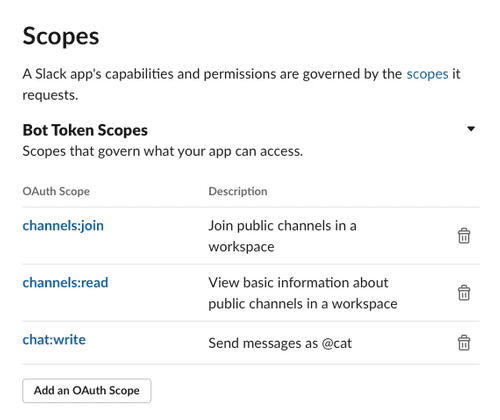 Scopes
A Slack app's capabilities and permissions are governed by the scopes it
requests.
Bot Token Scopes
Scopes that govern what your app can access.
OAuth Scope Description
channels:join Join public channels in a
workspace
channels:read View basic information about
public channels in a workspace
chat:write Send messages as @cat
Add an OAuth Scope